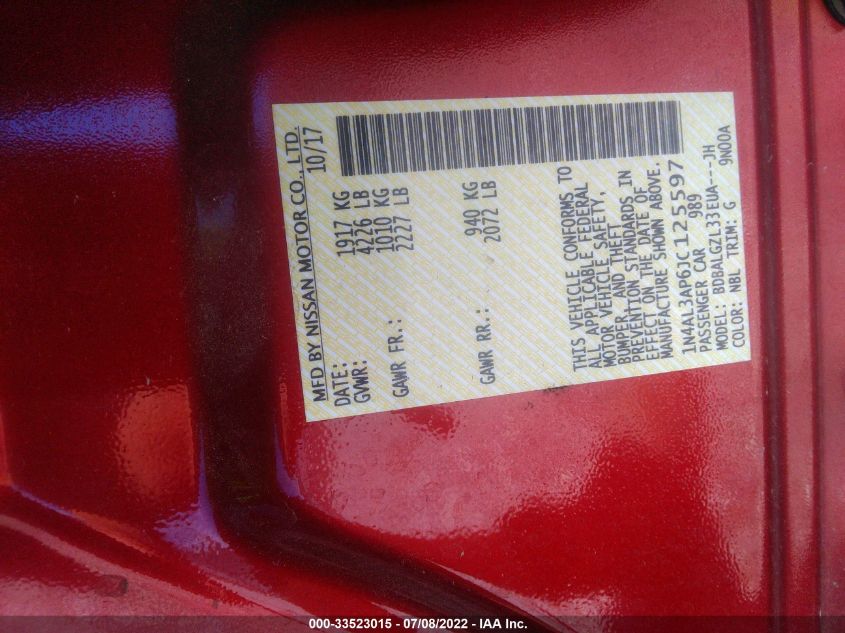 MFD BY NISSAN MOTOR CO., LTD.
DATE: 10/17
GVWR: 1917 KG
4226 LB
GAWR FR.: 1010 KG
2227 LB
GAWR RR.: 940 KG
2072 LB
THIS VEHICLE CONFORMS TO
ALL APPLICABLE FEDERAL
MOTOR VEHICLE SAFETY,
BUMPER, AND THEFT
PREVENTION STANDARDS IN
EFFECT ON THE DATE OF
MANUFACTURE SHOWN ABOVE.
1N4AL3AP6JC125597
PASSENGER CAR 989
MODEL: BDBALGZL33EUA---JH
COLOR: NBL TRIM: G 9N00A
000-33523015 - 07/08/2022 - IAA Inc.